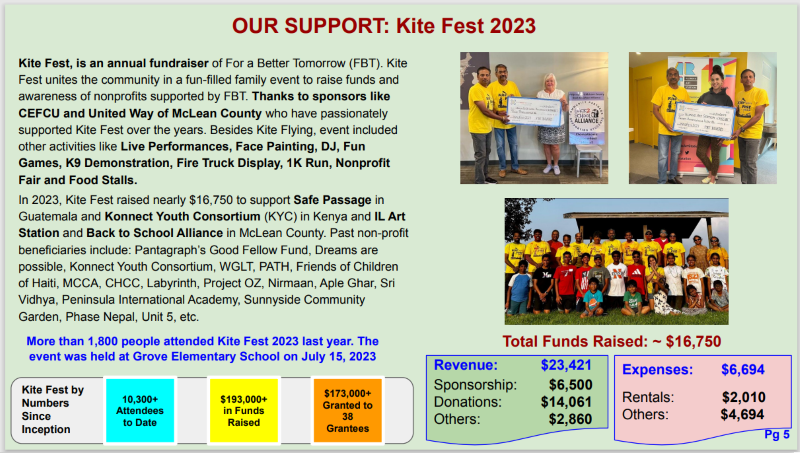 OUR SUPPORT: Kite Fest 2023
Kite Fest, is an annual fundraiser of For a Better Tomorrow (FBT). Kite
Fest unites the community in a fun-filled family event to raise funds and
awareness of nonprofits supported by FBT. Thanks to sponsors like
CEFCU and United Way of McLean County who have passionately
supported Kite Fest over the years. Besides Kite Flying, event included
other activities like Live Performances, Face Painting, DJ, Fun
Games, K9 Demonstration, Fire Truck Display, 1K Run, Nonprofit
Fair and Food Stalls.
In 2023, Kite Fest raised nearly $16,750 to support Safe Passage in
Guatemala and Konnect Youth Consortium (KYC) in Kenya and IL Art
Station and Back to School Alliance in McLean County. Past non-profit
beneficiaries include: Pantagraph's Good Fellow Fund, Dreams are
possible, Konnect Youth Consortium, WGLT, PATH, Friends of Children
of Haiti, MCCA, CHCC, Labyrinth, Project OZ, Nirmaan, Aple Ghar, Sri
Vidhya, Peninsula International Academy, Sunnyside Community
Garden, Phase Nepal, Unit 5, etc.
More than 1,800 people attended Kite Fest 2023 last year. The
event was held at Grove Elementary School on July 15, 2023
Kite Fest by
Numbers
Since
Inception
10,300+
Attendees
to Date
$193,000+
in Funds
Raised
$173,000+
Granted to
38
Grantees
SCHOOL
ALLIANCE
Total Funds Raised: ~ $16,750
Revenue: $23,421
Sponsorship: $6,500
Donations: $14,061
Others: $2,860
Expenses: $6,694
Rentals: $2,010
Others: $4,694
Pg 5